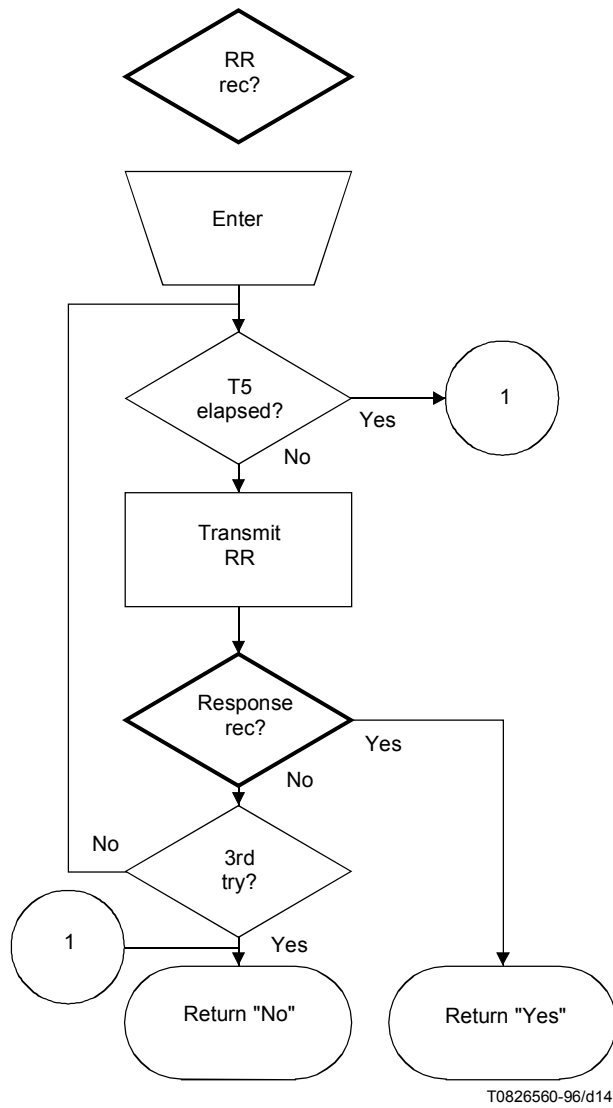 RR
rec?
Enter
T5
elapsed?
Yes
1
No
Transmit
RR
Response
rec?
Yes
No
No
3rd
try?
1
Yes
Return "No"
Return "Yes"
T0826560-96/d14